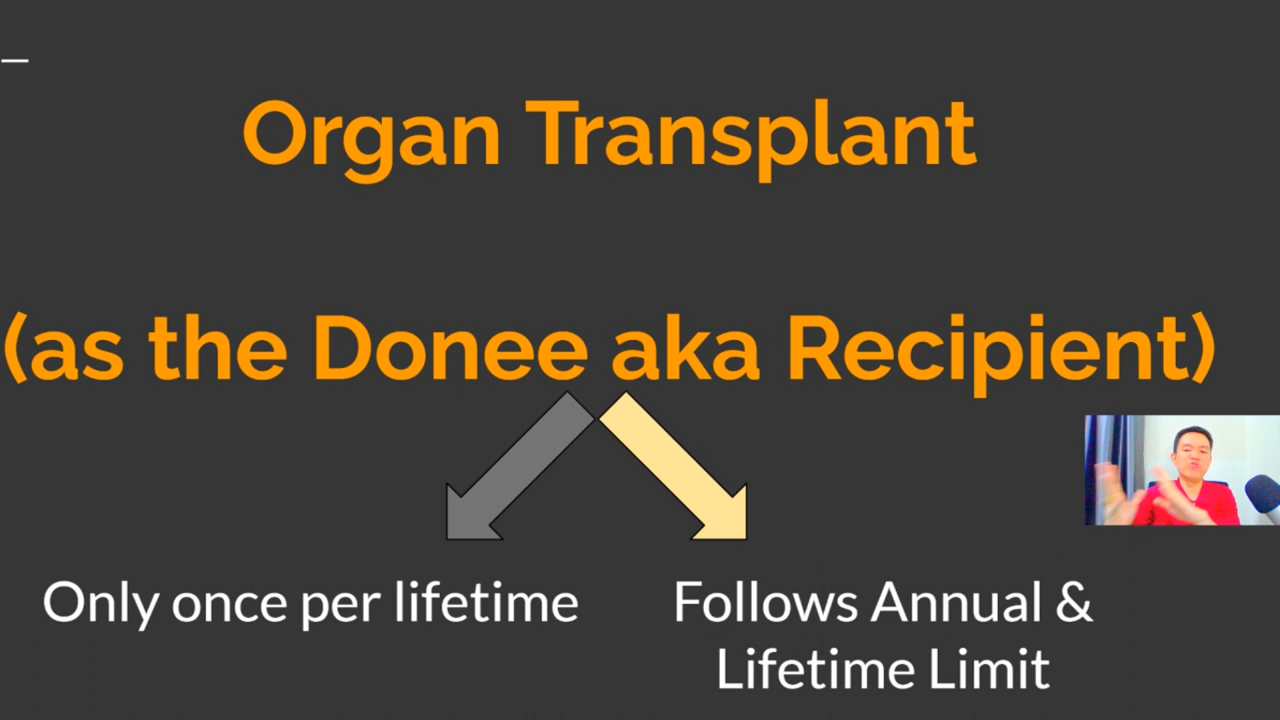 Organ Transplant
(as the Donee aka Recipient)
Only once per lifetime
Follows Annual &
Lifetime Limit